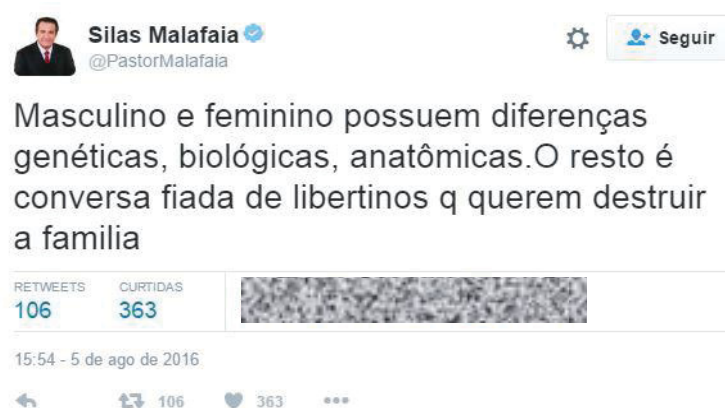 Silas Malafaia
@PastorMalafaia
Seguir
Masculino e feminino possuem diferenças
genéticas, biológicas, anatômicas.O resto é
conversa fiada de libertinos q querem destruir
a familia
RETWEETS CURTIDAS
106 363
15:54 - 5 de ago de 2016
106 363